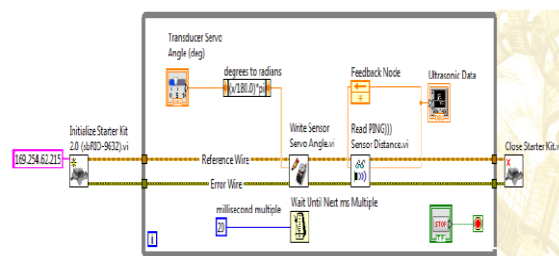 Transducer Servo
Angle (deg)
degrees to radians
(x/180.0)*pi
Feedback Node
Ultrasonic Data
Initialize Starter Kit
2.0 (sbRIO-9632).vi
169.254.62.215
Write Sensor
Servo Angle.vi
Read PING)))
Sensor Distance.vi
Close Starter Kit.v
Reference Wire
Error Wire
millisecond multiple
20
Wait Until Next ms Multiple
STOP
TF
i